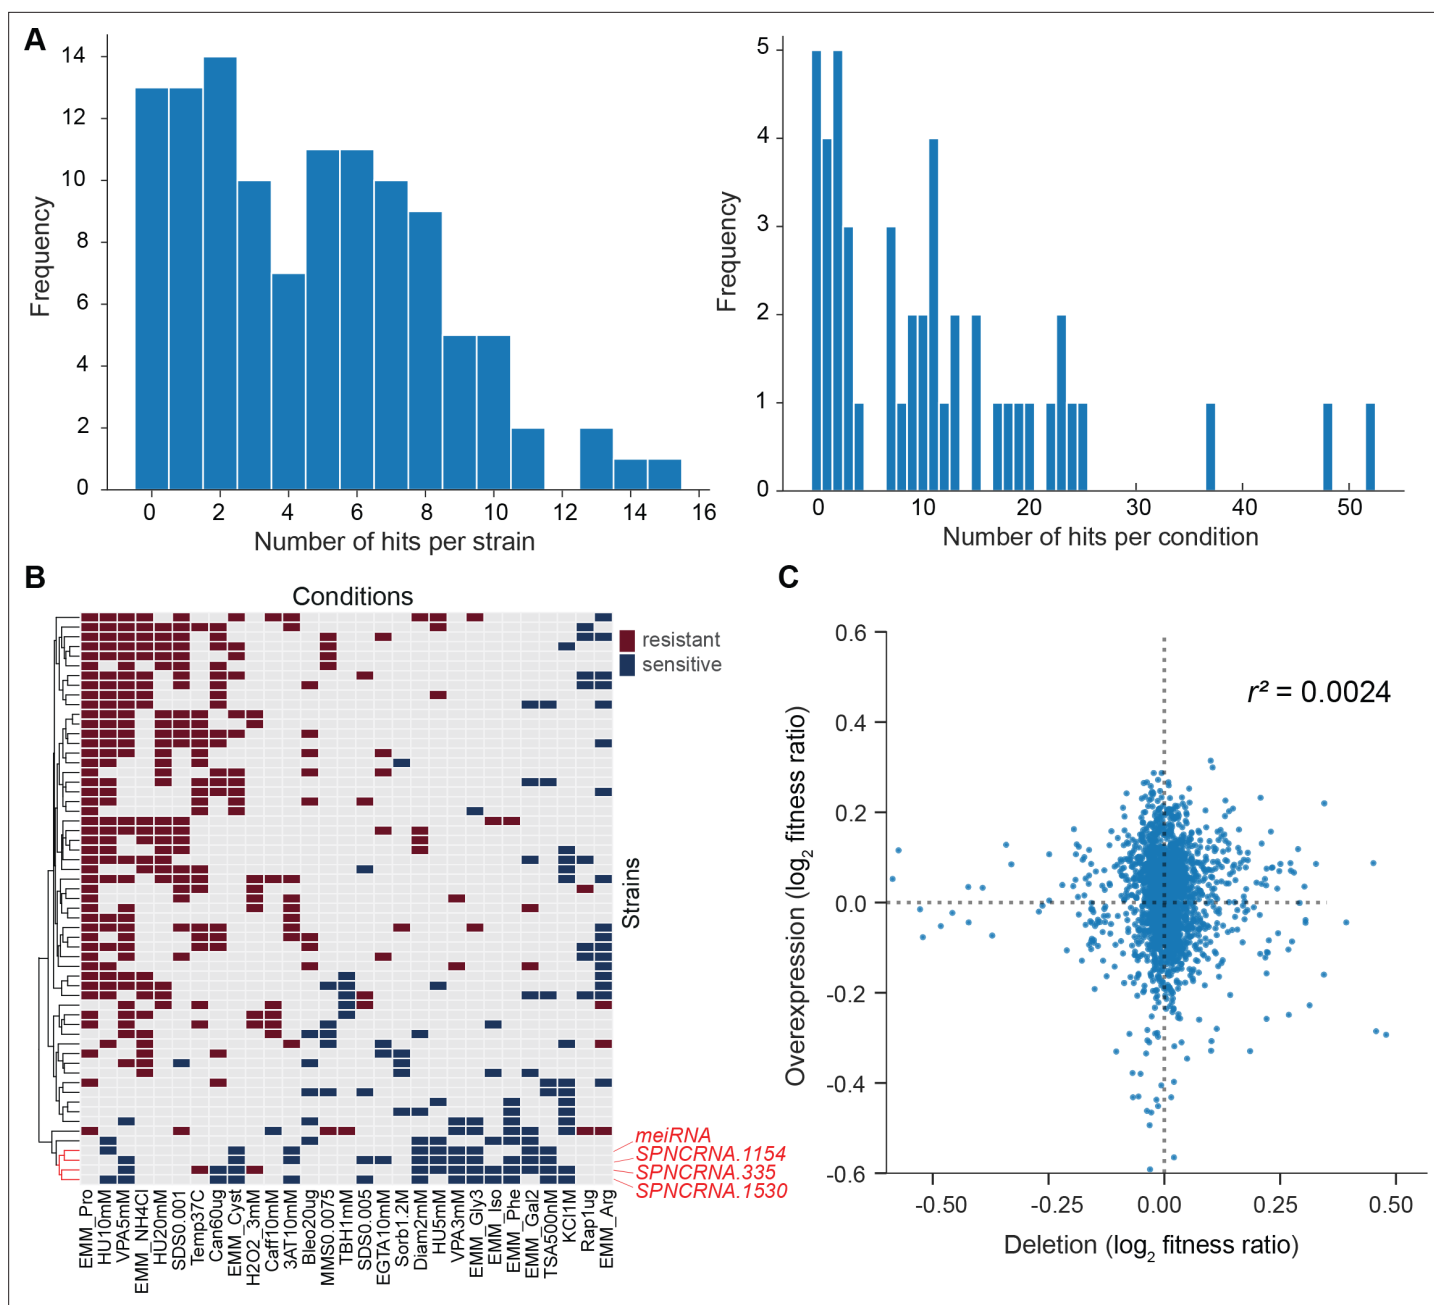 A
14
12
10
8
6
4
2
0
Frequency
0 2 4 6 8 10 12 14 16
Number of hits per strain
5
4
3
2
1
0
Frequency
0 10 20 30 40 50
Number of hits per condition
B
Conditions
resistant
sensitive
Strains
meiRNA
SPNCRNA.1154
SPNCRNA.335
SPNCRNA.1530
EMM_Pro
HU10mM
VPA5mM
EMM_NH4Cl
HU20mM
SDS0.001
Temp37C
Can60ug
EMM_Cyst
H2O2_3mM
Caff10mM
3AT10mM
Bleo20ug
MMS0.0075
TBH1mM
SDS0.005
EGTA10mM
Sorb1.2M
Diam2mM
HU5mM
VPA3mM
EMM_Gly3
EMM_Iso
EMM_Phe
EMM_Gal2
TSA500nM
KCl1M
Rap1ug
EMM_Arg
C
0.6
0.4
0.2
0.0
-0.2
-0.4
-0.6
Overexpression (log2 fitness ratio)
r² = 0.0024
-0.50 -0.25 0.00 0.25 0.50
Deletion (log2 fitness ratio)